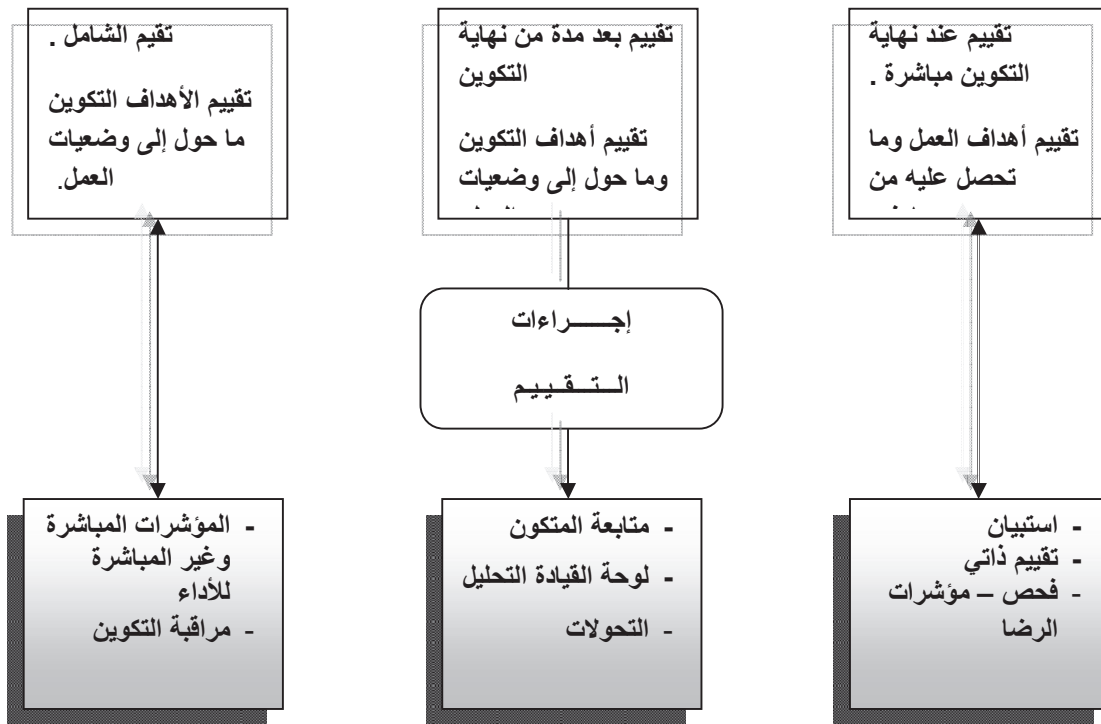 تقييم عند نهاية
التكوين مباشرة .
تقييم أهداف العمل وما
تحصل عليه من
تقييم بعد مدة من نهاية
التكوين
تقييم أهداف التكوين
وما حول إلى وضعيات
تقيم الشامل .
تقييم الأهداف التكوين
ما حول إلى وضعيات
العمل.
إجـــــراءات
الـــتـــقـــيـيـم
- استبيان
- تقييم ذاتي
- فحص – مؤشرات
الرضا
- متابعة المتكون
- لوحة القيادة التحليل
- التحولات
- المؤشرات المباشرة
وغير المباشرة
للأداء
- مراقبة التكوين